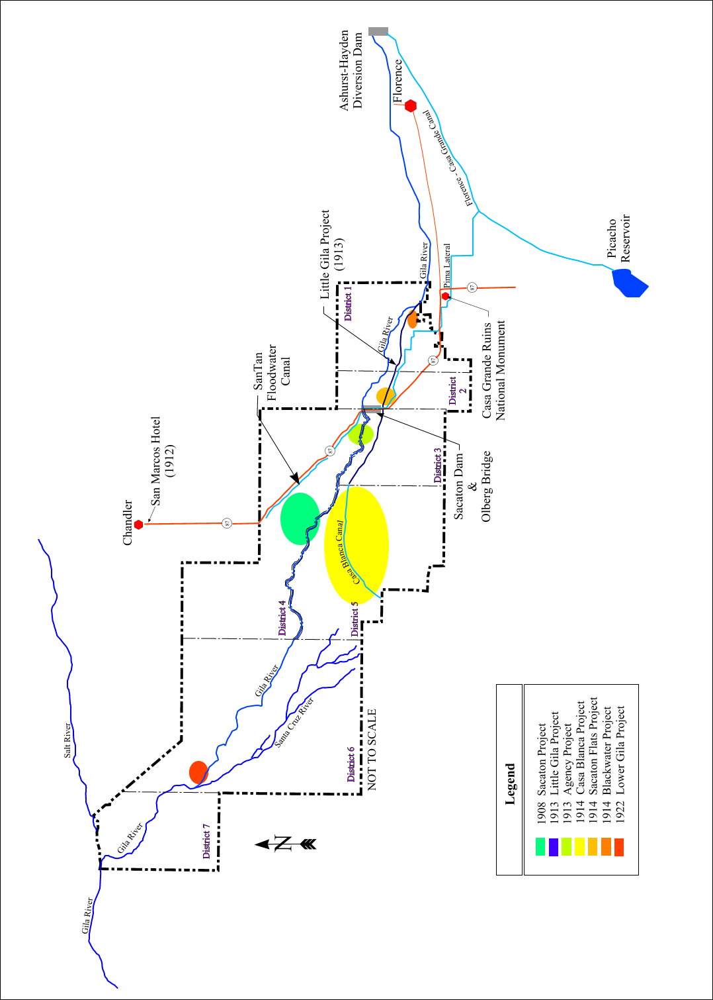 Ashurst-Hayden
Diversion Dam
Florence
Florence - Casa Grande Canal
Picacho
Reservoir
Little Gila Project
(1913)
Gila River
Pima Lateral
87
District 1
Gila River
SanTan
Floodwater
Canal
87
District
2
Casa Grande Ruins
National Monument
San Marcos Hotel
(1912)
Chandler
87
87
District 3
Sacaton Dam
&
Olberg Bridge
Casa Blanca Canal
District 4
District 5
Gila River
Santa Cruz River
Salt River
District 6
NOT TO SCALE
Gila River
District 7
N
Gila River
Legend
1908 Sacaton Project
1913 Little Gila Project
1913 Agency Project
1914 Casa Blanca Project
1914 Sacaton Flats Project
1914 Blackwater Project
1922 Lower Gila Project